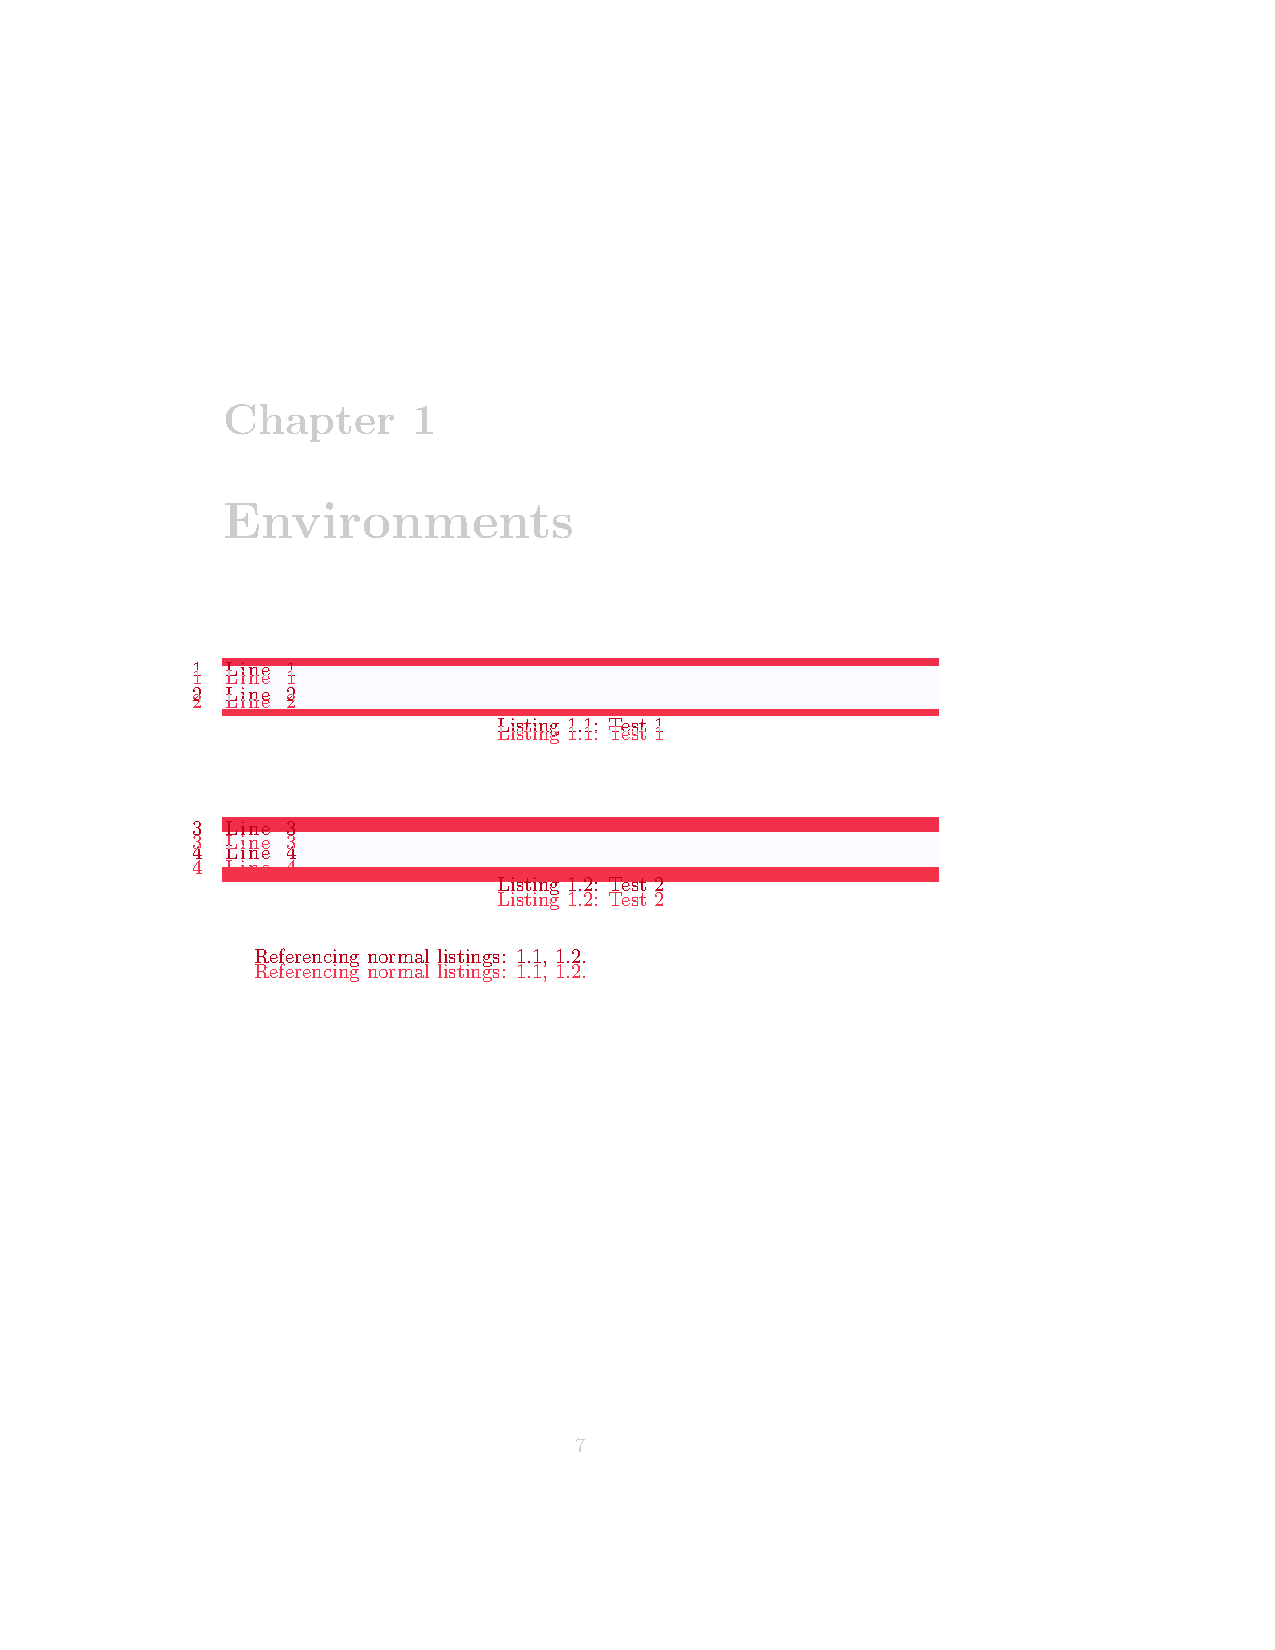 Chapter 1
Environments
1 Line 1
1 Line 1
2 Line 2
2 Line 2
Listing 1.1: Test 1
Listing 1.1: Test 1
3 Line 3
3 Line 3
4 Line 4
4 Line 4
Listing 1.2: Test 2
Listing 1.2: Test 2
Referencing normal listings: 1.1, 1.2.
Referencing normal listings: 1.1, 1.2.
7